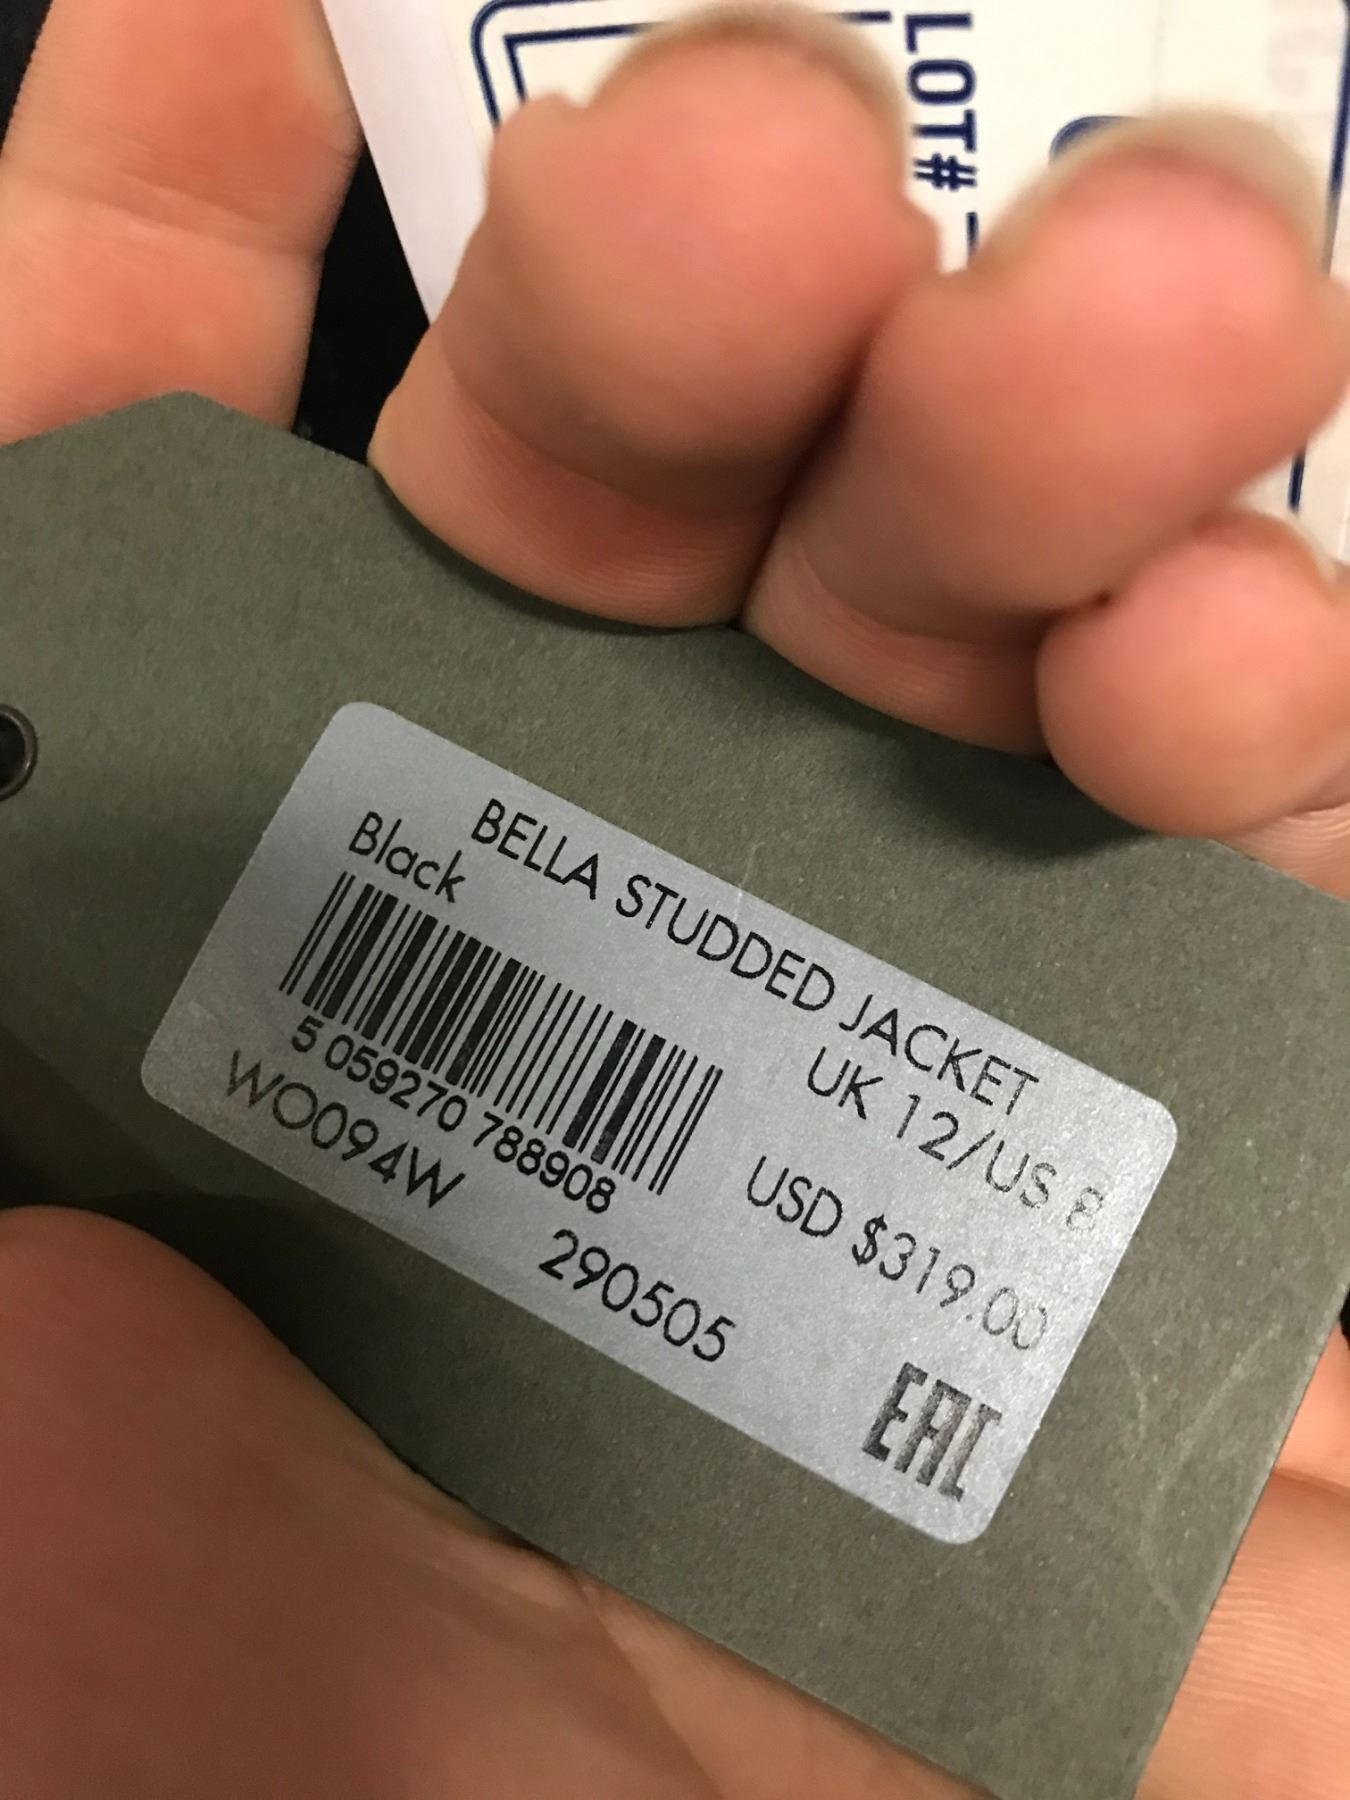 LOT#
BELLA STUDDED JACKET
Black
UK 12/US 8
5 059270 788908
USD $319.00
WO094W
290505
EAC